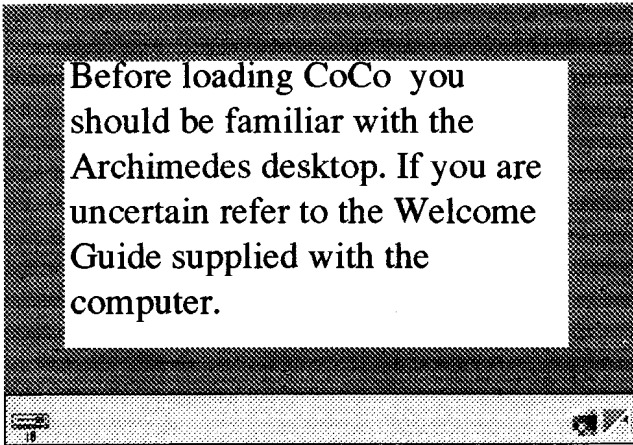 Before loading CoCo  you
should be familiar with the
Archimedes desktop. If you are
uncertain refer to the Welcome
Guide supplied with the
computer.